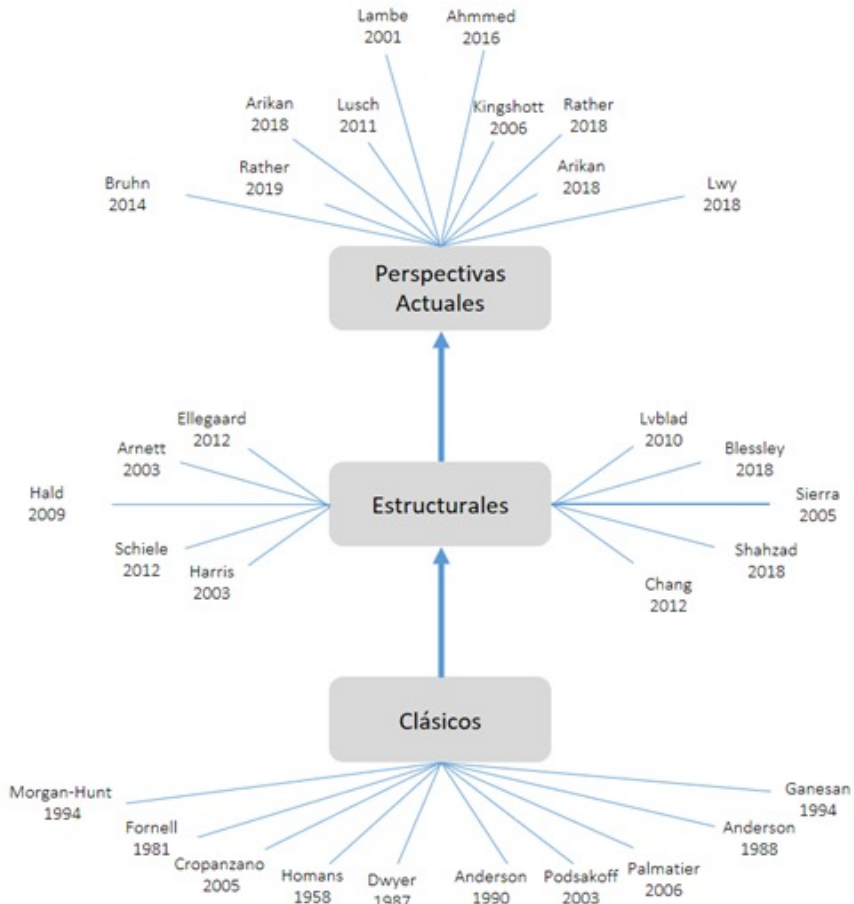 Lambe
2001
Ahmmed
2016
Arikan
2018
Lusch
2011
Kingshott
2006
Rather
2018
Bruhn
2014
Rather
2019
Arikan
2018
Lwy
2018
Perspectivas
Actuales
Ellegaard
2012
Arnett
2003
Hald
2009
Schiele
2012
Harris
2003
Estructurales
Lvblad
2010
Blessley
2018
Sierra
2005
Shahzad
2018
Chang
2012
Clásicos
Morgan-Hunt
1994
Fornell
1981
Cropanzano
2005
Homans
1958
Dwyer
1987
Anderson
1990
Podsakoff
2003
Palmatier
2006
Anderson
1988
Ganesan
1994